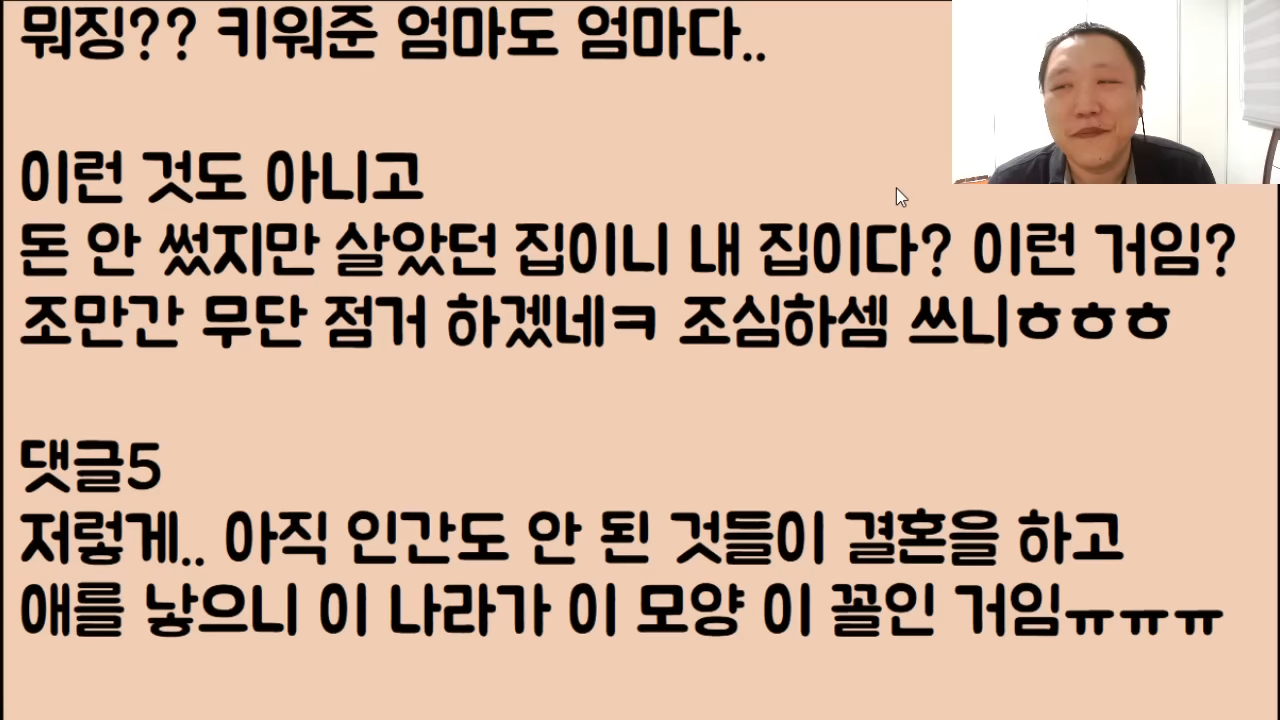 뭐징?? 키워준 엄마도 엄마다..
이런 것도 아니고
돈 안 썼지만 살았던 집이니 내 집이다? 이런 거임?
조만간 무단 점거 하겠네ㅋ 조심하셈 쓰니ㅎㅎㅎ
댓글5
저렇게.. 아직 인간도 안 된 것들이 결혼을 하고
애를 낳으니 이 나라가 이 모양 이 꼴인 거임ㅠㅠㅠ